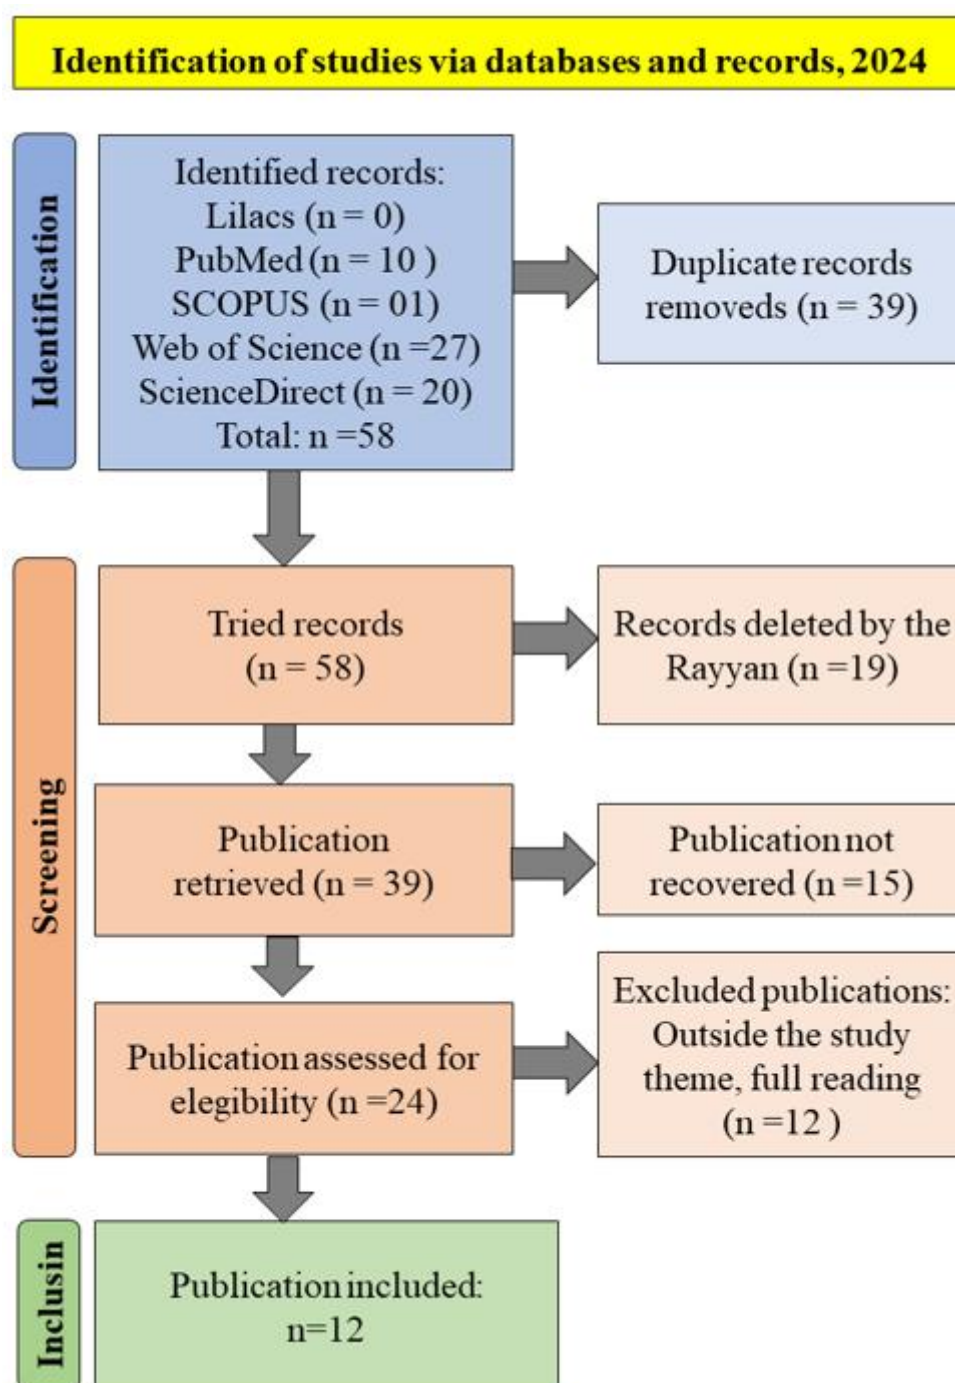 Identification of studies via databases and records, 2024
Identification
Identified records:
Lilacs (n = 0)
PubMed (n = 10 )
SCOPUS (n = 01)
Web of Science (n =27)
ScienceDirect (n = 20)
Total: n =58
Duplicate records
removeds (n = 39)
Screening
Tried records
(n = 58)
Records deleted by the
Rayyan (n =19)
Publication
retrieved (n = 39)
Publication not
recovered (n =15)
Publication assessed for
elegibility (n =24)
Excluded publications:
Outside the study
theme, full reading
(n =12 )
Inclusin
Publication included:
n=12